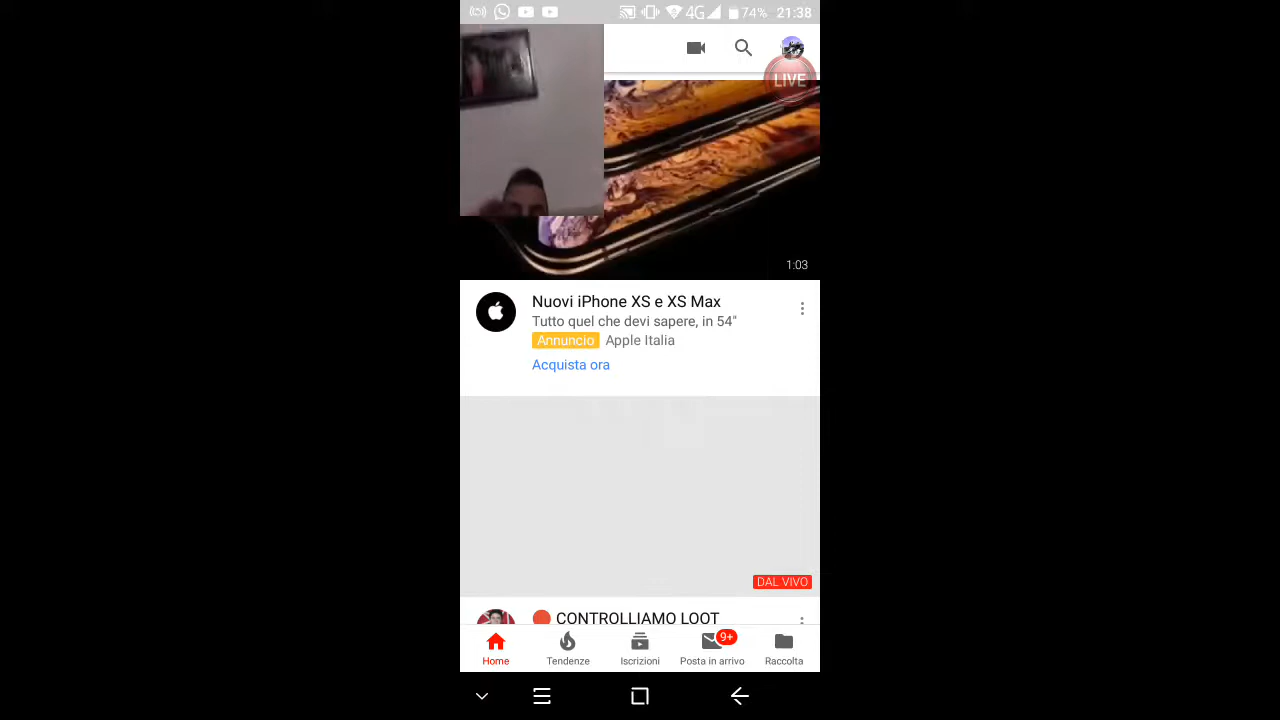 4G 74% 21:38
LIVE
1:03
Nuovi iPhone XS e XS Max
Tutto quel che devi sapere, in 54"
Annuncio Apple Italia
Acquista ora
DAL VIVO
CONTROLLIAMO LOOT
9+
Home Tendenze Iscrizioni Posta in arrivo Raccolta